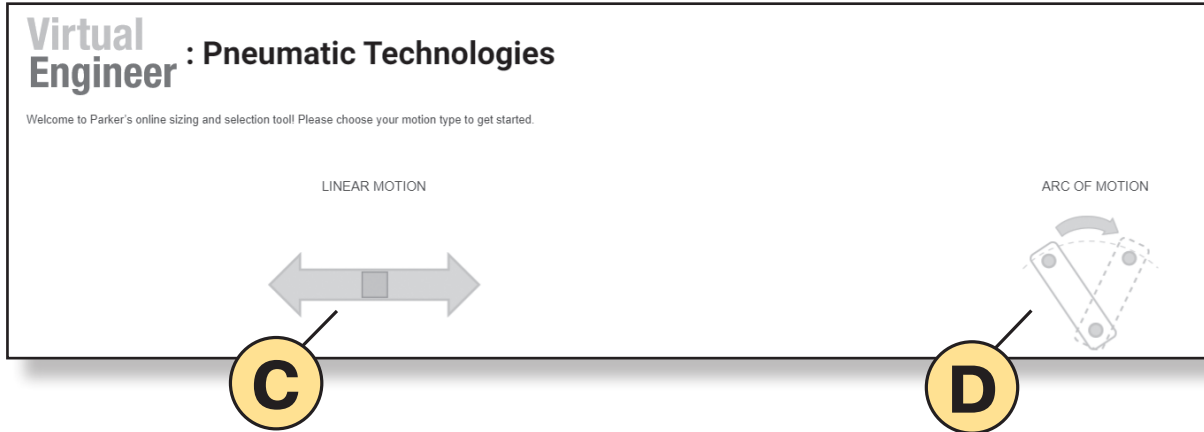 Virtual
Engineer : Pneumatic Technologies
Welcome to Parker's online sizing and selection tool! Please choose your motion type to get started.
LINEAR MOTION
ARC OF MOTION
C
D